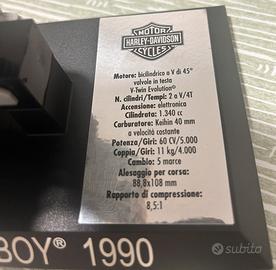 MOTOR
HARLEY-DAVIDSON
CYCLES
Motore: bicilindrico a V di 45°
valvole in testa
V-Twin Evolution®
N. cilindri/Tempi: 2 a V/4T
Accensione: elettronica
Cilindrata: 1.340 cc
Carburatore: Keihin 40 mm
a velocità costante
Potenza/Giri: 60 CV/5.000
Coppia/Giri: 11 kg/4.000
Cambio: 5 marce
Alesaggio per corsa:
88,8x108 mm
Rapporto di compressione:
8,5:1
BOY® 1990
subito